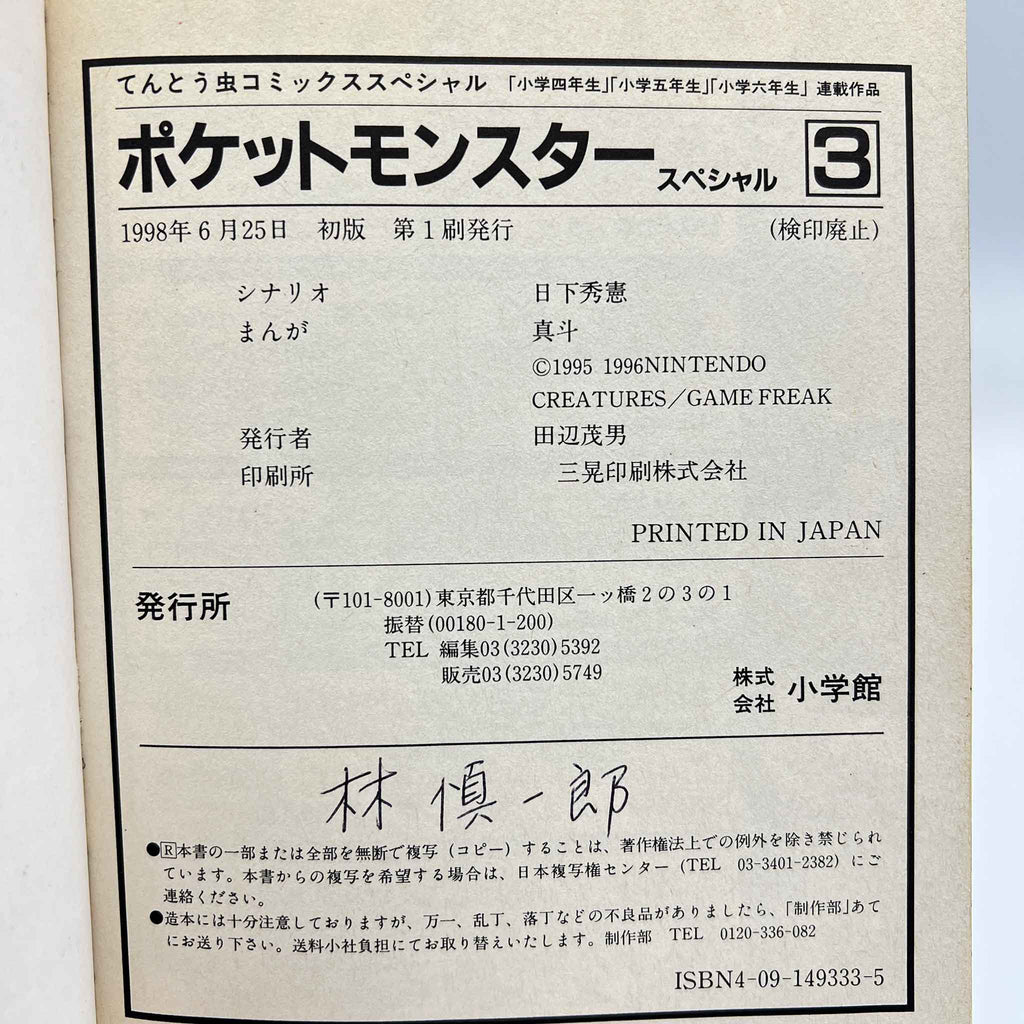 てんとう虫コミックススペシャル 「小学四年生」「小学五年生」「小学六年生」連載作品
ポケットモンスタースペシャル 3
1998年6月25日 初版 第1刷発行 (検印廃止)
シナリオ 日下秀憲
まんが 真斗
©1995 1996NINTENDO
CREATURES／GAME FREAK
発行者 田辺茂男
印刷所 三晃印刷株式会社
PRINTED IN JAPAN
発行所 (〒101-8001)東京都千代田区一ッ橋2の3の1
振替(00180-1-200)
TEL 編集03(3230)5392
販売03(3230)5749
株式会社 小学館
林慎一郎
●Ⓡ本書の一部または全部を無断で複写(コピー)することは、著作権法上での例外を除き禁じられ
ています。本書からの複写を希望する場合は、日本複写権センター(TEL 03-3401-2382)にご
連絡ください。
●造本には十分注意しておりますが、万一、乱丁、落丁などの不良品がありましたら、「制作部」あて
にお送り下さい。送料小社負担にてお取り替えいたします。制作部 TEL 0120-336-082
ISBN4-09-149333-5